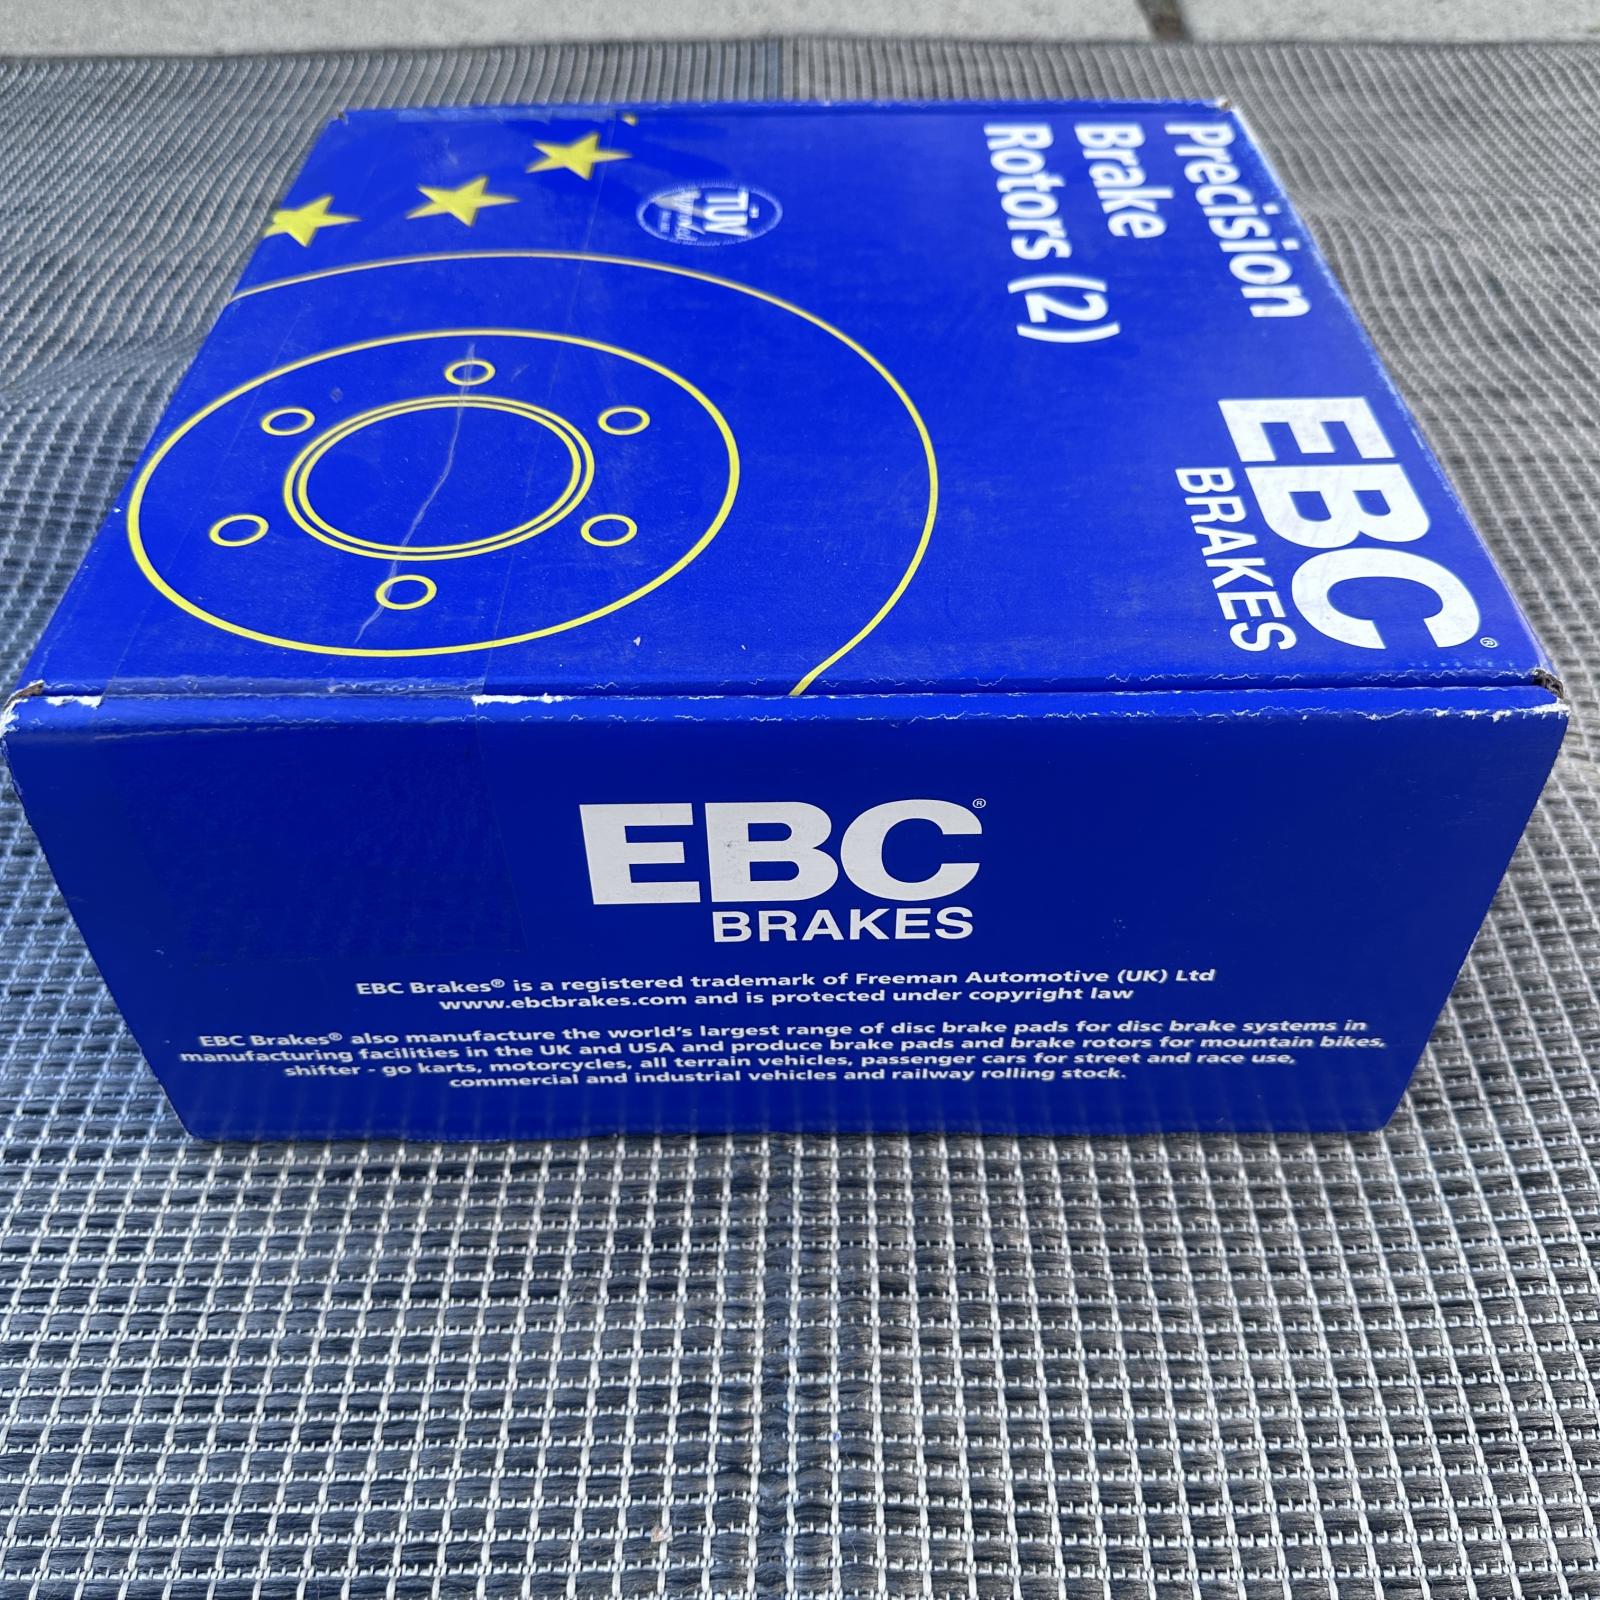 Precision
Brake
Rotors (2)
EBC®
BRAKES
TÜV
EBC®
BRAKES
EBC Brakes® is a registered trademark of Freeman Automotive (UK) Ltd
www.ebcbrakes.com and is protected under copyright law
EBC Brakes® also manufacture the world's largest range of disc brake pads for disc brake systems in
manufacturing facilities in the UK and USA and produce brake pads and brake rotors for mountain bikes,
shifter - go karts, motorcycles, all terrain vehicles, passenger cars for street and race use,
commercial and industrial vehicles and railway rolling stock.